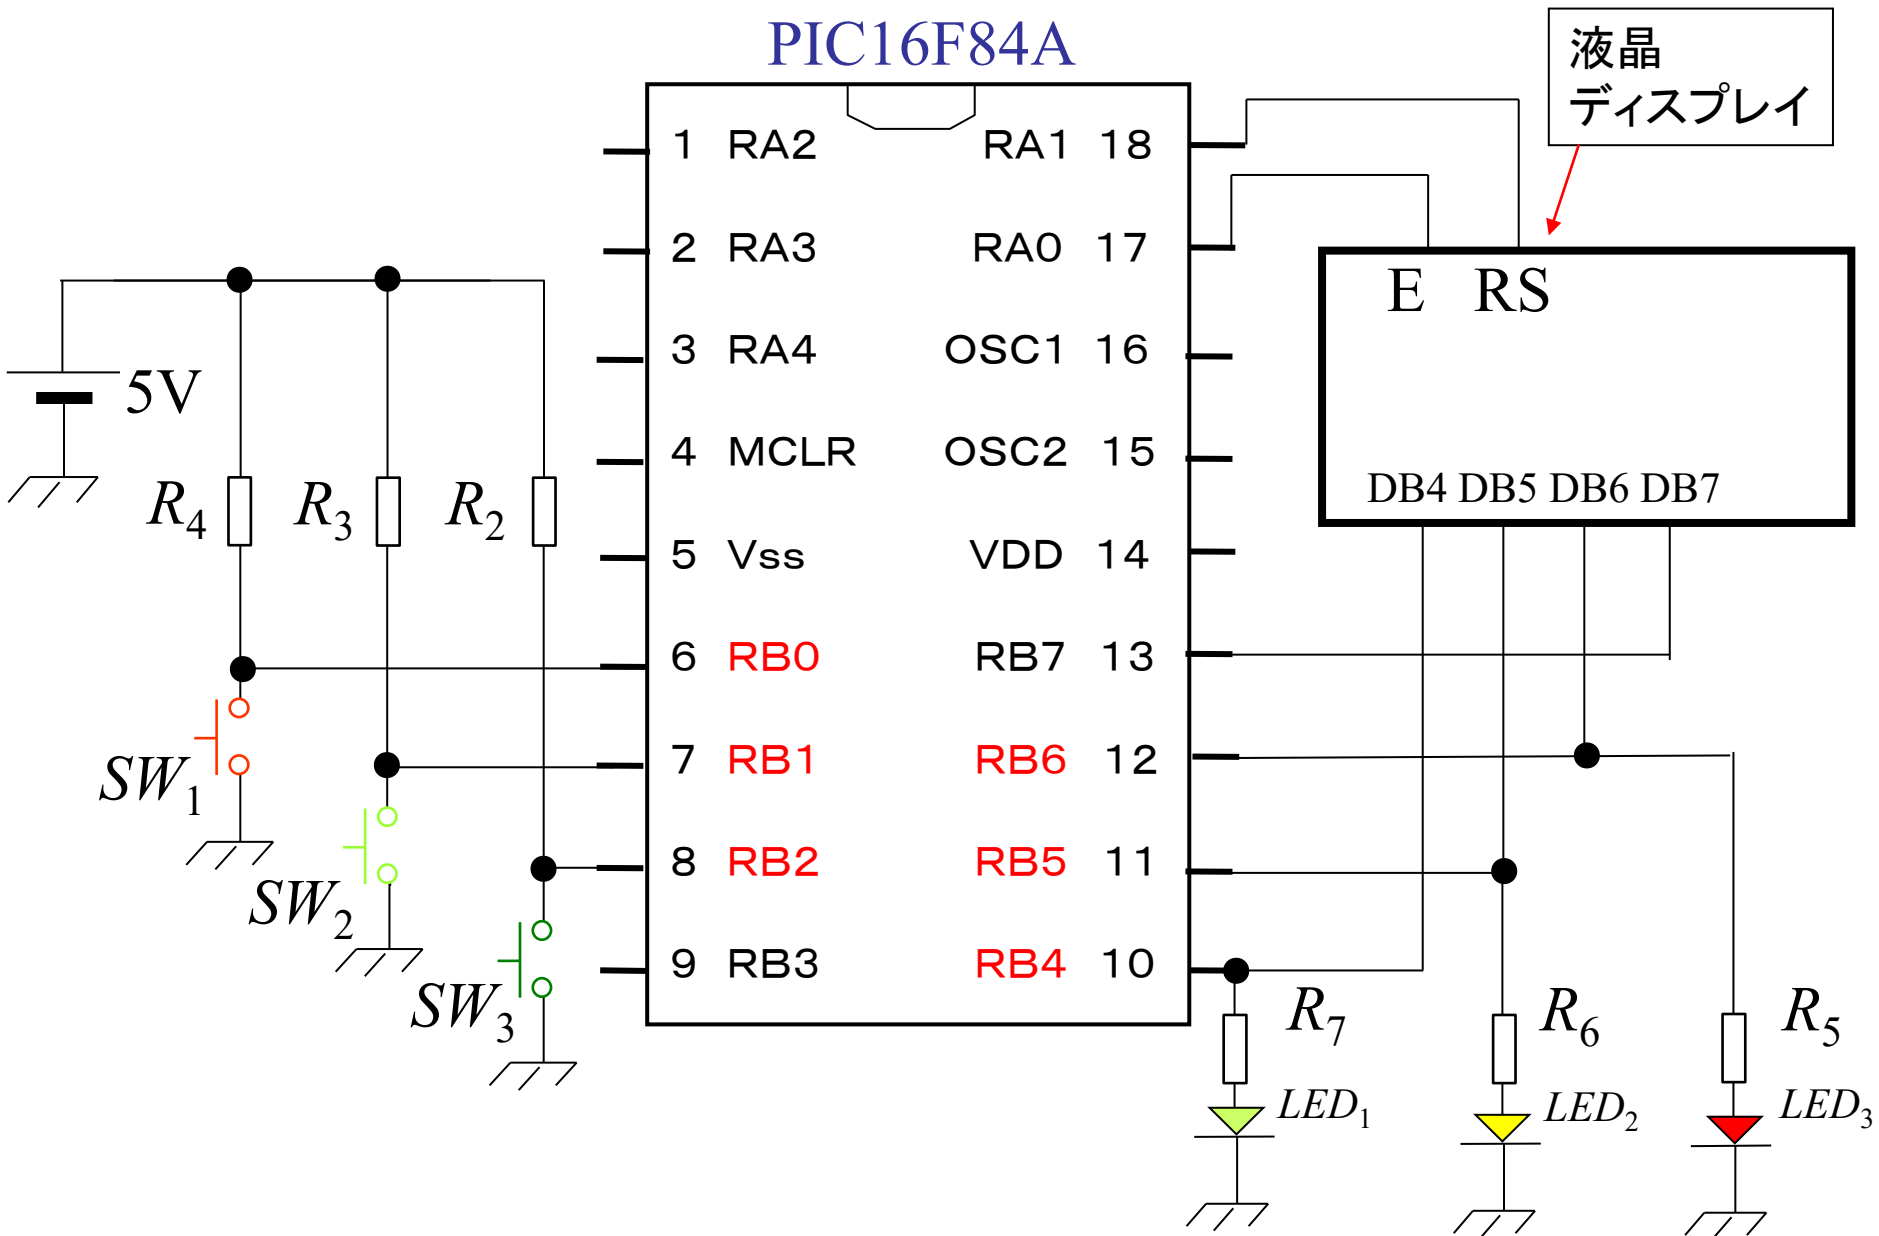 PIC16F84A
液晶
ディスプレイ
1 RA2 RA1 18
2 RA3 RA0 17
3 RA4 OSC1 16
4 MCLR OSC2 15
5 Vss VDD 14
6 RB0 RB7 13
7 RB1 RB6 12
8 RB2 RB5 11
9 RB3 RB4 10
E RS
DB4 DB5 DB6 DB7
5V
R4 R3 R2
SW1
SW2
SW3
R7 R6 R5
LED1 LED2 LED3